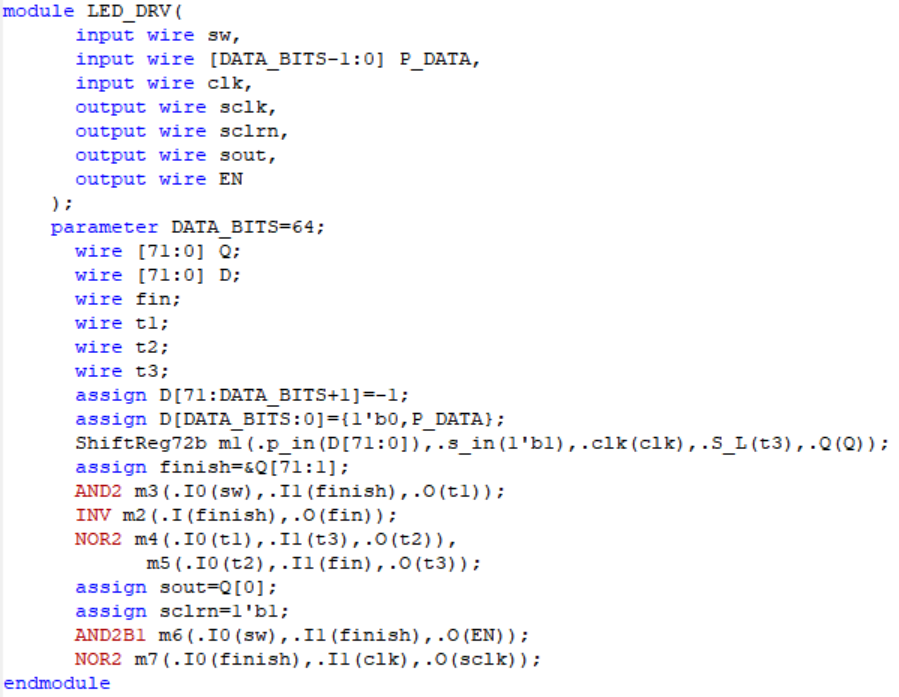 module LED_DRV(
input wire sw,
input wire [DATA_BITS-1:0] P_DATA,
input wire clk,
output wire sclk,
output wire sclrn,
output wire sout,
output wire EN
);
parameter DATA_BITS=64;
wire [71:0] Q;
wire [71:0] D;
wire fin;
wire t1;
wire t2;
wire t3;
assign D[71:DATA_BITS+1]=-1;
assign D[DATA_BITS:0]={1'b0,P_DATA};
ShiftReg72b m1(.p_in(D[71:0]),.s_in(1'b1),.clk(clk),.S_L(t3),.Q(Q));
assign finish=&Q[71:1];
AND2 m3(.I0(sw),.I1(finish),.O(t1));
INV m2(.I(finish),.O(fin));
NOR2 m4(.I0(t1),.I1(t3),.O(t2)),
m5(.I0(t2),.I1(fin),.O(t3));
assign sout=Q[0];
assign sclrn=1'b1;
AND2B1 m6(.I0(sw),.I1(finish),.O(EN));
NOR2 m7(.I0(finish),.I1(clk),.O(sclk));
endmodule